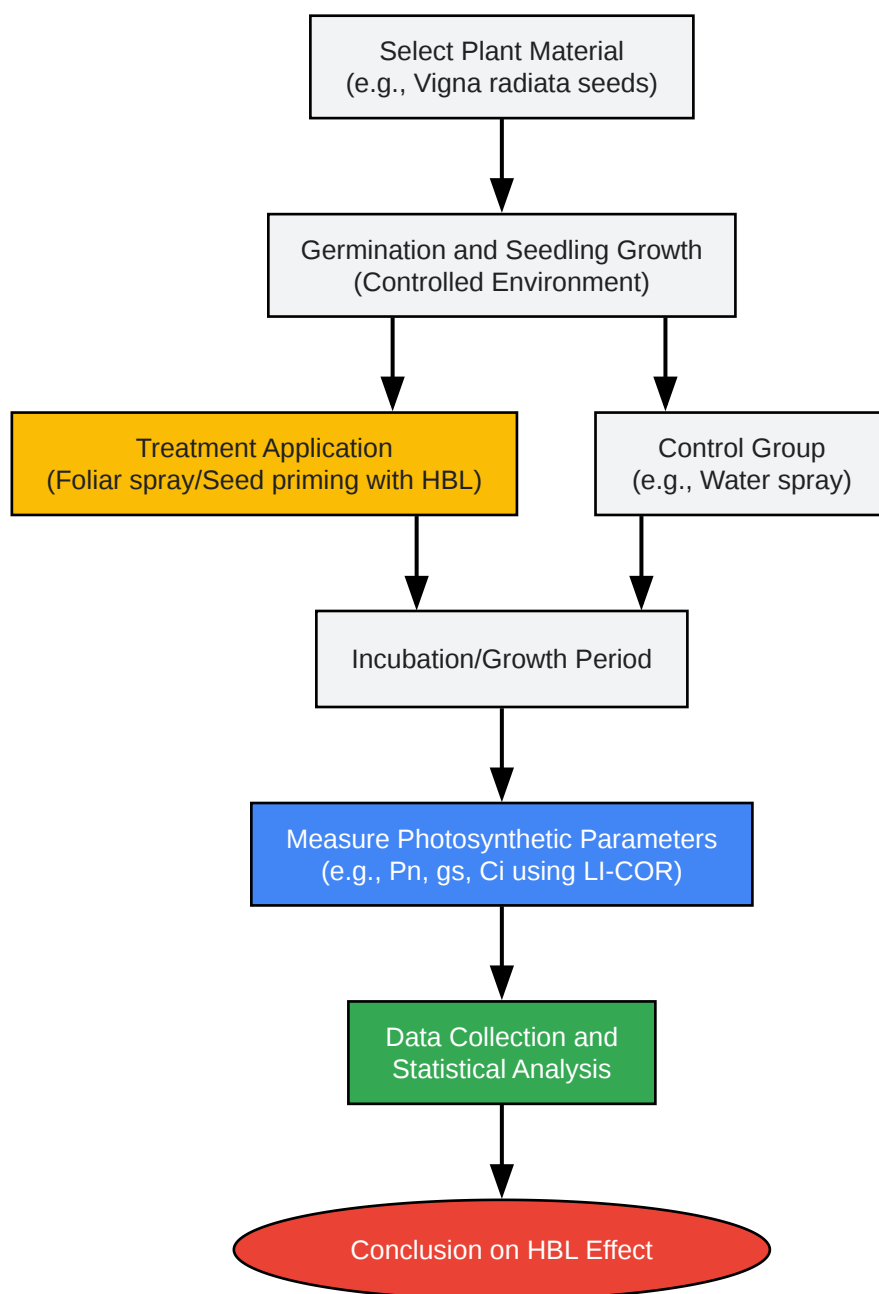 Select Plant Material
(e.g., Vigna radiata seeds)
Germination and Seedling Growth
(Controlled Environment)
Treatment Application
(Foliar spray/Seed priming with HBL)
Control Group
(e.g., Water spray)
Incubation/Growth Period
Measure Photosynthetic Parameters
(e.g., Pn, gs, Ci using LI-COR)
Data Collection and
Statistical Analysis
Conclusion on HBL Effect